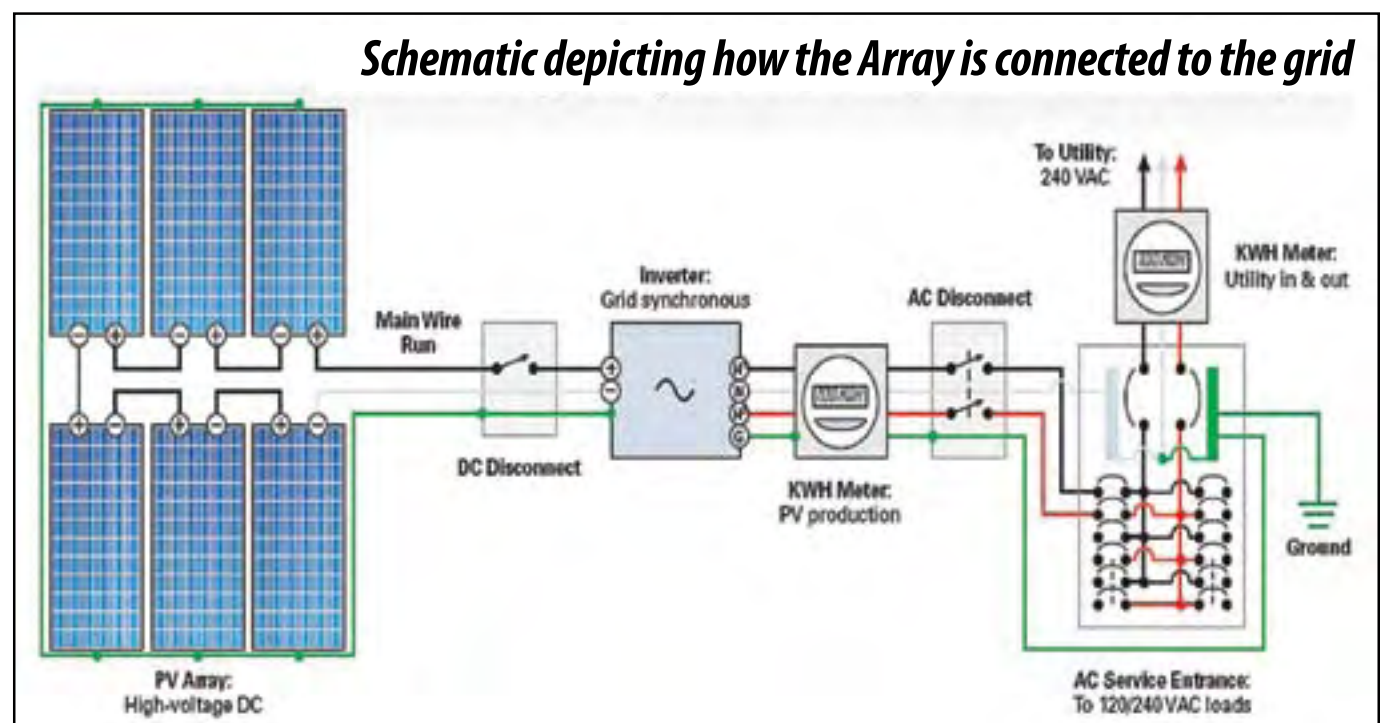 Schematic depicting how the Array is connected to the grid
To Utility:
240 VAC
KWH Meter:
Utility in & out
Inverter:
Grid synchronous
AC Disconnect
Main Wire
Run
DC Disconnect
KWH Meter:
PV production
Ground
PV Array:
High-voltage DC
AC Service Entrance:
To 120/240 VAC loads
− + − + − +
+ − + − + −
+
−
H
N
H
G